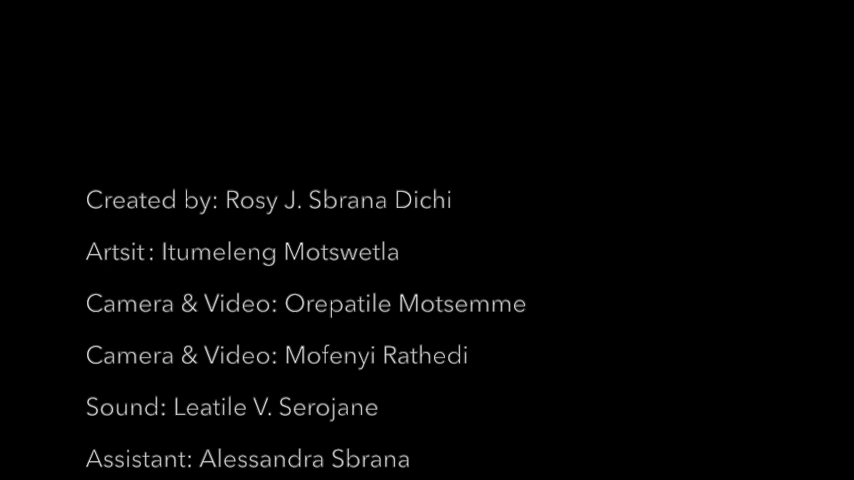 Created by: Rosy J. Sbrana Dichi
Artsit: Itumeleng Motswetla
Camera & Video: Orepatile Motsemme
Camera & Video: Mofenyi Rathedi
Sound: Leatile V. Serojane
Assistant: Alessandra Sbrana